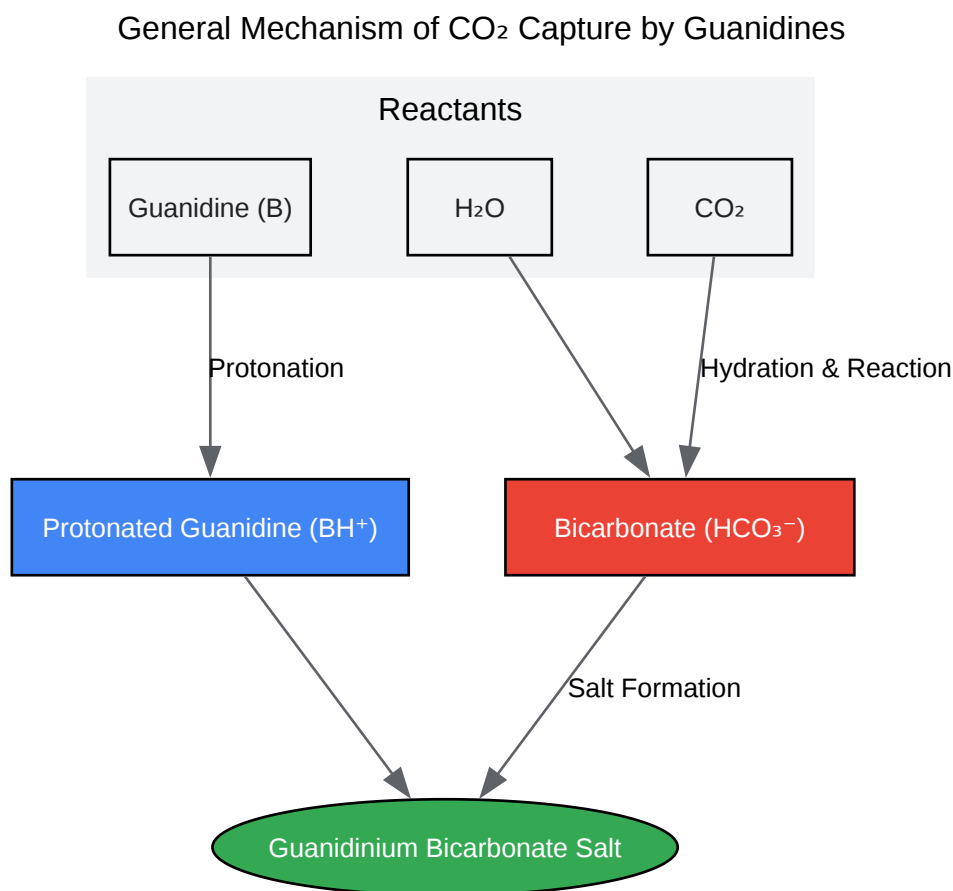 General Mechanism of CO₂ Capture by Guanidines
Reactants
Guanidine (B)
H₂O
CO₂
Protonation
Hydration & Reaction
Protonated Guanidine (BH⁺)
Bicarbonate (HCO₃⁻)
Salt Formation
Guanidinium Bicarbonate Salt